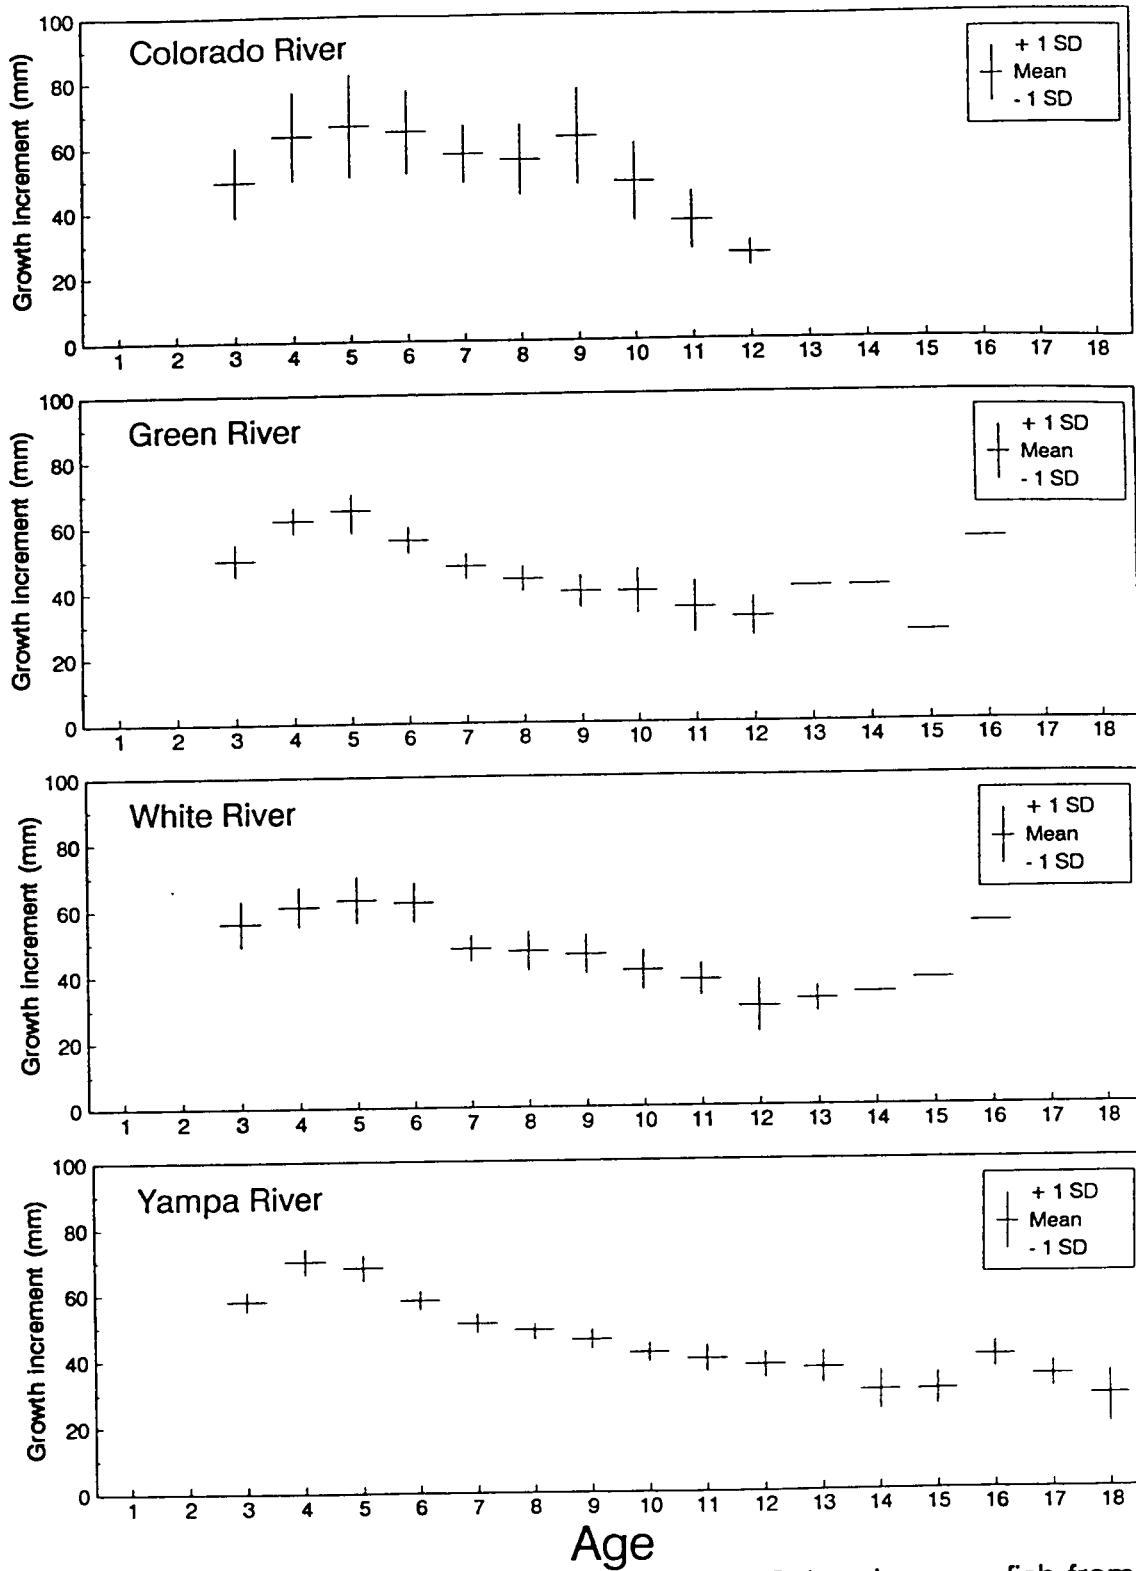 Colorado River
+ 1 SD
Mean
- 1 SD
Growth increment (mm)
100
80
60
40
20
0
1 2 3 4 5 6 7 8 9 10 11 12 13 14 15 16 17 18
Green River
+ 1 SD
Mean
- 1 SD
Growth increment (mm)
100
80
60
40
20
0
1 2 3 4 5 6 7 8 9 10 11 12 13 14 15 16 17 18
White River
+ 1 SD
Mean
- 1 SD
Growth increment (mm)
100
80
60
40
20
0
1 2 3 4 5 6 7 8 9 10 11 12 13 14 15 16 17 18
Yampa River
+ 1 SD
Mean
- 1 SD
Growth increment (mm)
100
80
60
40
20
0
1 2 3 4 5 6 7 8 9 10 11 12 13 14 15 16 17 18
Age
fish from